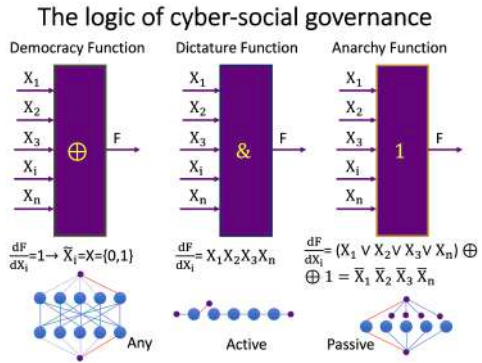 The logic of cyber-social governance
Democracy Function
X₁
X₂
X₃
Xᵢ
Xₙ
⊕
F
dF/dXᵢ=1→ X̃ᵢ=X={0,1}
Any
Dictature Function
X₁
X₂
X₃
Xᵢ
Xₙ
&
F
dF/dXᵢ= X₁X₂X₃Xₙ
Active
Anarchy Function
X₁
X₂
X₃
Xᵢ
Xₙ
1
F
dF/dXᵢ= (X₁ ∨ X₂∨ X₃∨ Xₙ) ⊕
⊕ 1 = X̄₁ X̄₂ X̄₃ X̄ₙ
Passive